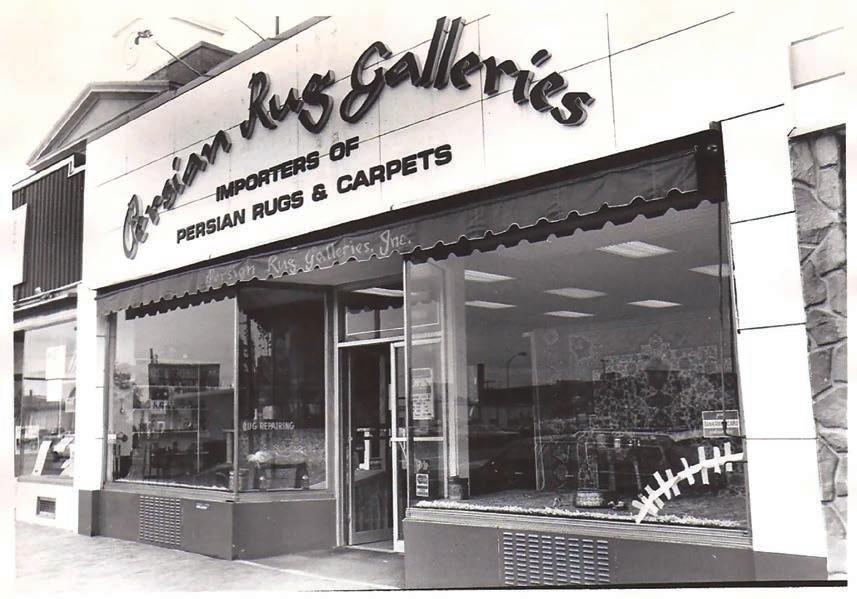 Persian Rug Galleries
IMPORTERS OF
PERSIAN RUGS & CARPETS
Persian Rug Galleries, Inc.
RUG REPAIRING